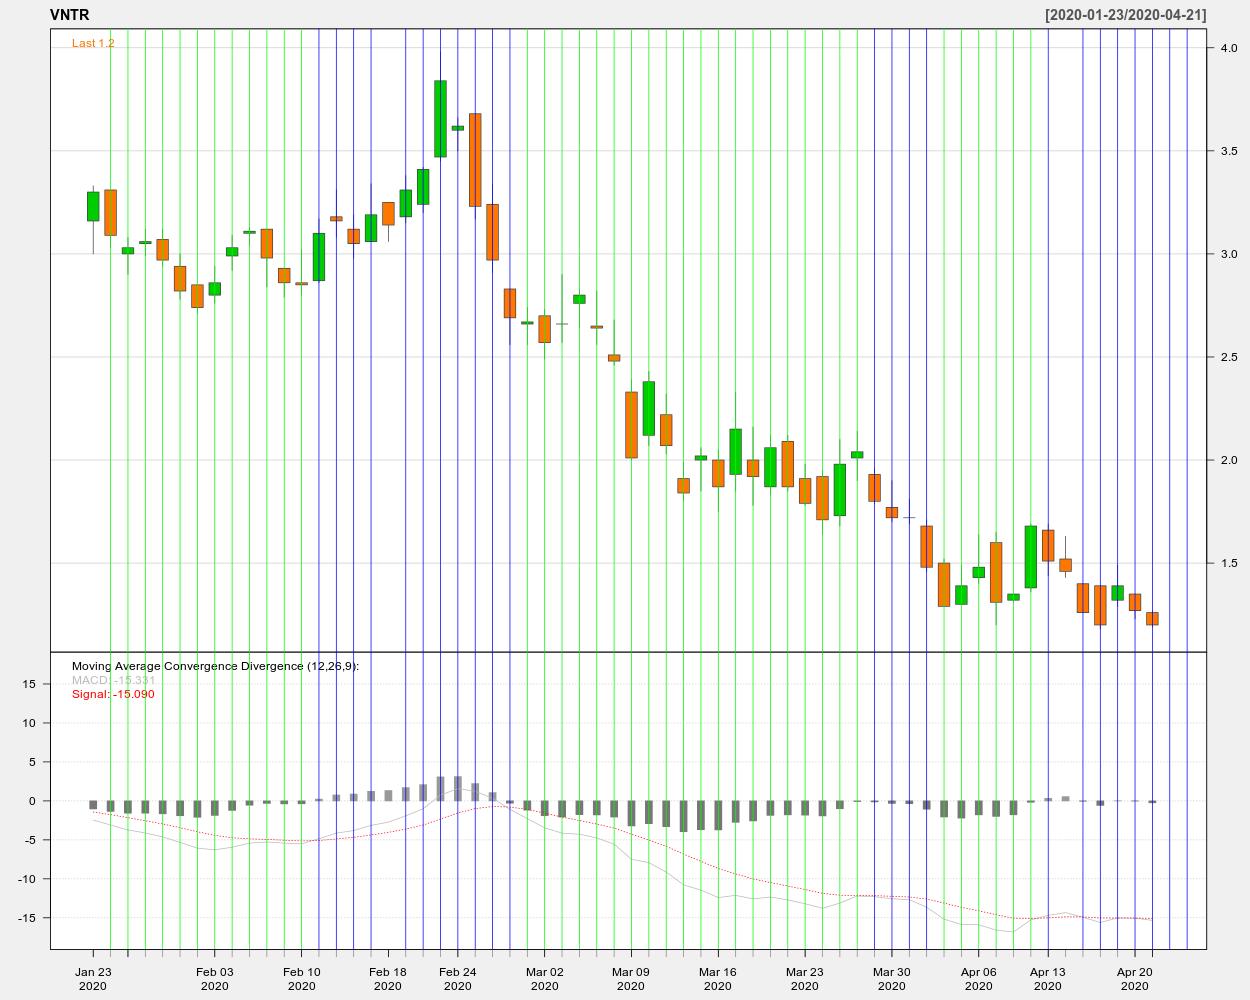 VNTR
[2020-01-23/2020-04-21]
Last 1.2
4.0
3.5
3.0
2.5
2.0
1.5
Moving Average Convergence Divergence (12,26,9):
MACD: -15.331
Signal: -15.090
15
10
5
0
-5
-10
-15
Jan 23 Feb 03 Feb 10 Feb 18 Feb 24 Mar 02 Mar 09 Mar 16 Mar 23 Mar 30 Apr 06 Apr 13 Apr 20
2020 2020 2020 2020 2020 2020 2020 2020 2020 2020 2020 2020 2020